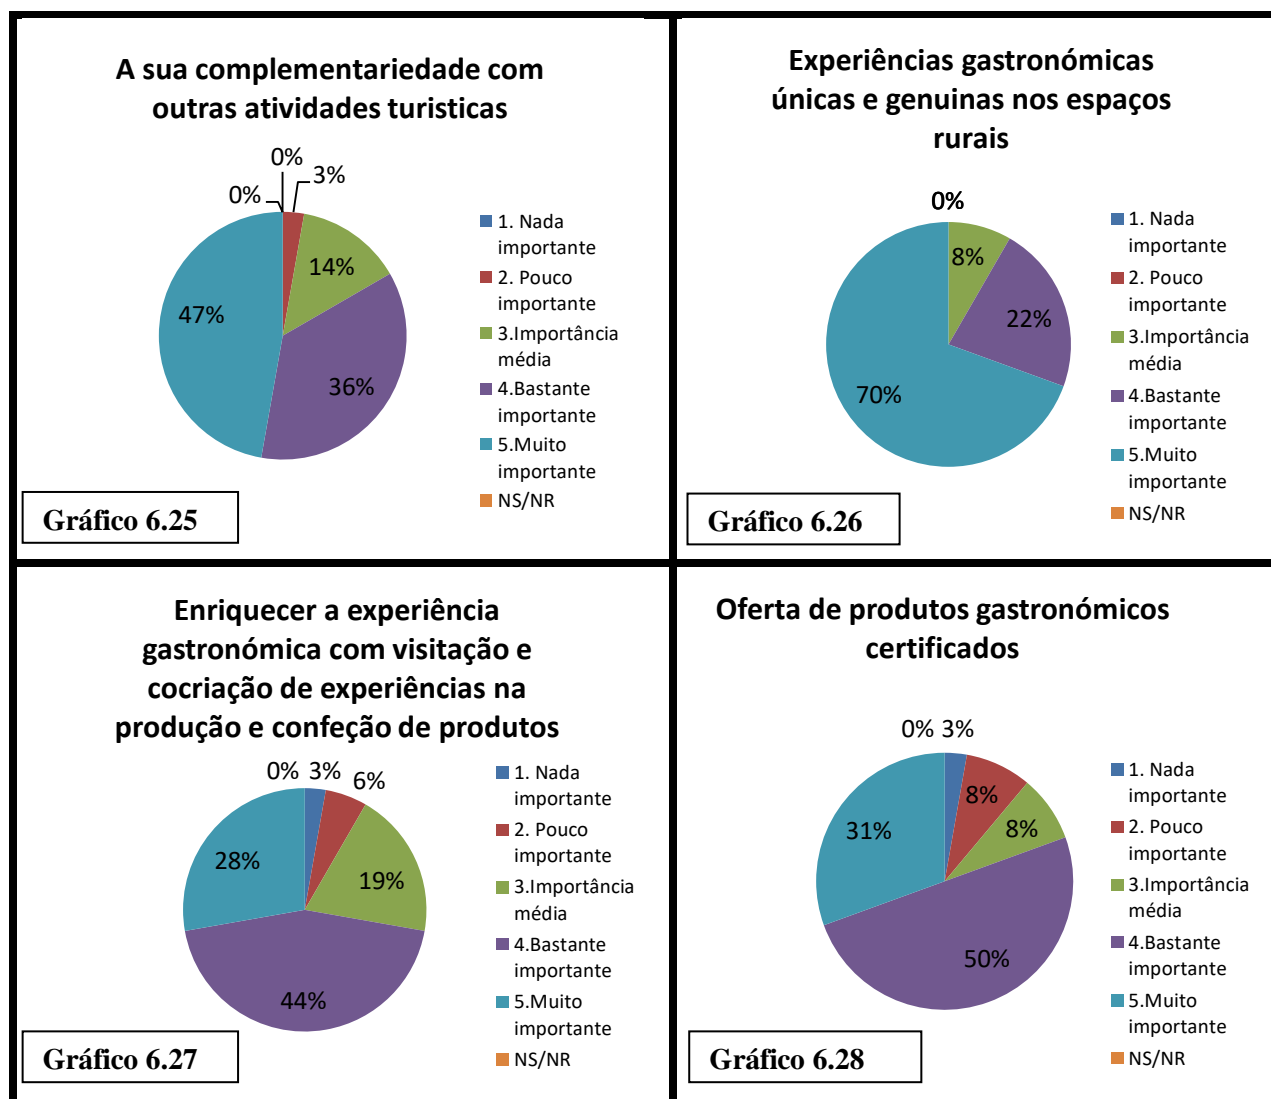 A sua complementariedade com
outras atividades turisticas
0%
0%
3%
14%
47%
36%
1. Nada
importante
2. Pouco
importante
3.Importância
média
4.Bastante
importante
5.Muito
importante
NS/NR
Gráfico 6.25
Experiências gastronómicas
únicas e genuinas nos espaços
rurais
0%
8%
22%
70%
1. Nada
importante
2. Pouco
importante
3.Importância
média
4.Bastante
importante
5.Muito
importante
NS/NR
Gráfico 6.26
Enriquecer a experiência
gastronómica com visitação e
cocriação de experiências na
produção e confeção de produtos
0% 3% 6%
28%
19%
44%
1. Nada
importante
2. Pouco
importante
3.Importância
média
4.Bastante
importante
5.Muito
importante
NS/NR
Gráfico 6.27
Oferta de produtos gastronómicos
certificados
0% 3%
8%
8%
31%
50%
1. Nada
importante
2. Pouco
importante
3.Importância
média
4.Bastante
importante
5.Muito
importante
NS/NR
Gráfico 6.28